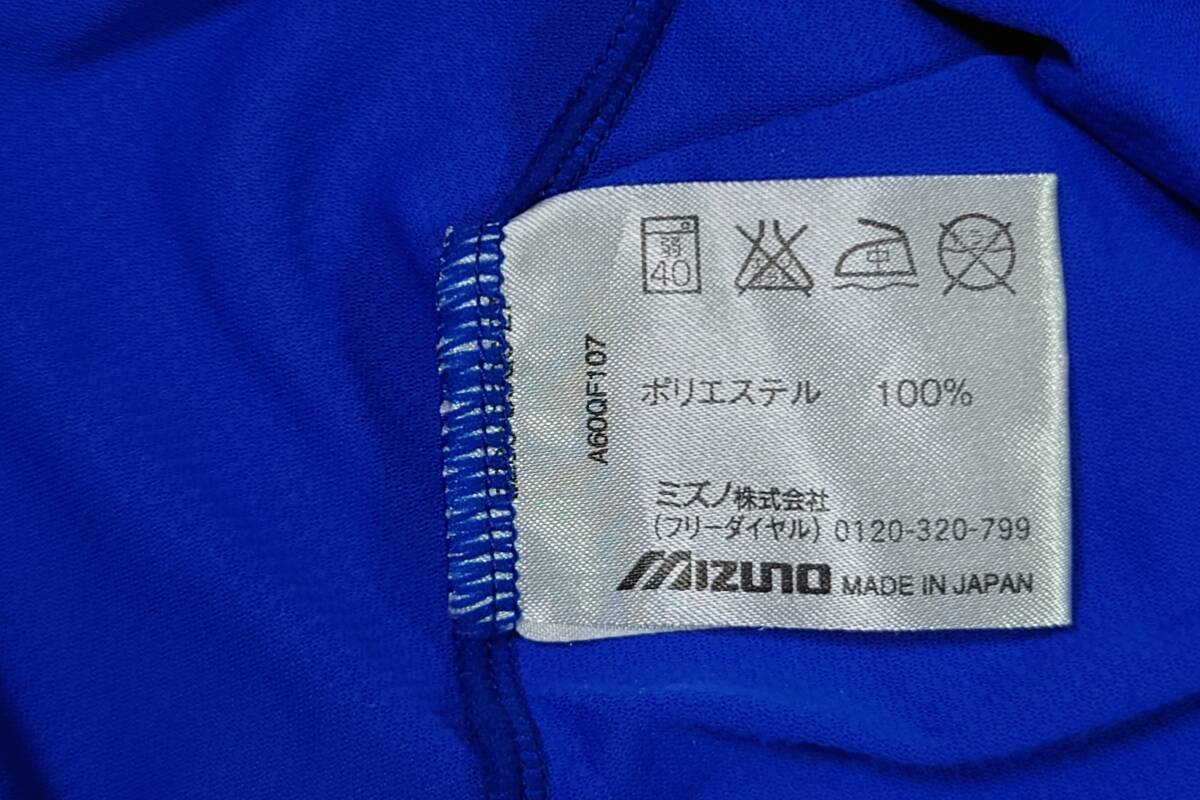 弱
40
中
A60QF107
ポリエステル 100%
ミズノ株式会社
(フリーダイヤル) 0120-320-799
MIZUNO MADE IN JAPAN